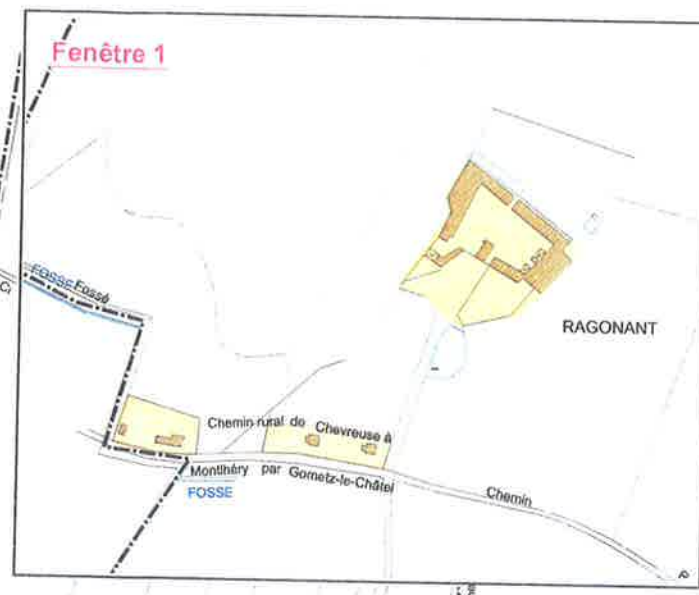 Fenêtre 1
FOSSE
Fossé
RAGONANT
Chemin rural de Chevreuse à
Montlhéry par Gometz-le-Châtel
Chemin
FOSSE